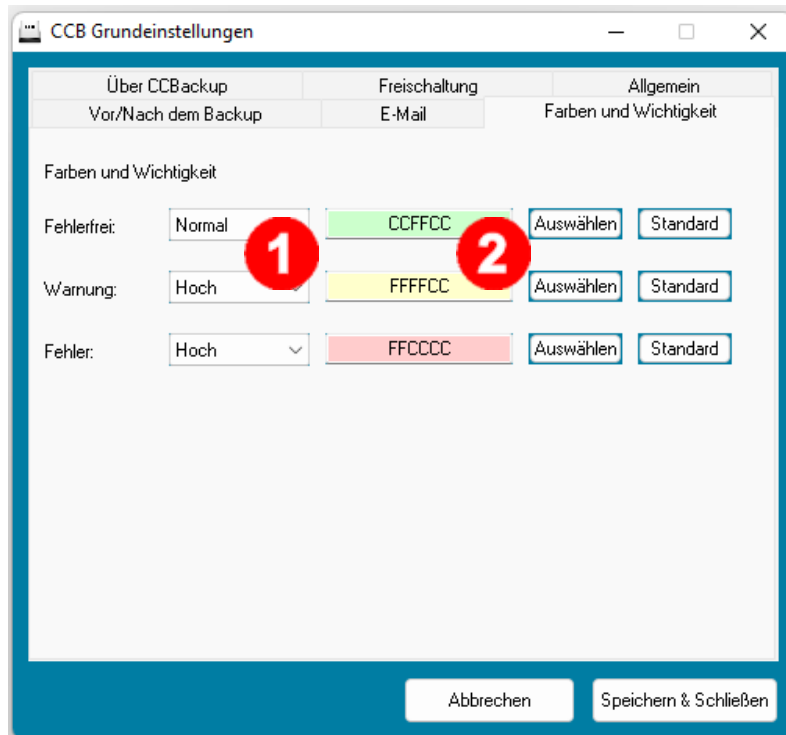 CCB Grundeinstellungen
Über CCBackup Freischaltung Allgemein
Vor/Nach dem Backup E-Mail Farben und Wichtigkeit
Farben und Wichtigkeit
Fehlerfrei: Normal 1 CCFFCC 2 Auswählen Standard
Warnung: Hoch FFFFCC Auswählen Standard
Fehler: Hoch FFCCCC Auswählen Standard
Abbrechen Speichern & Schließen